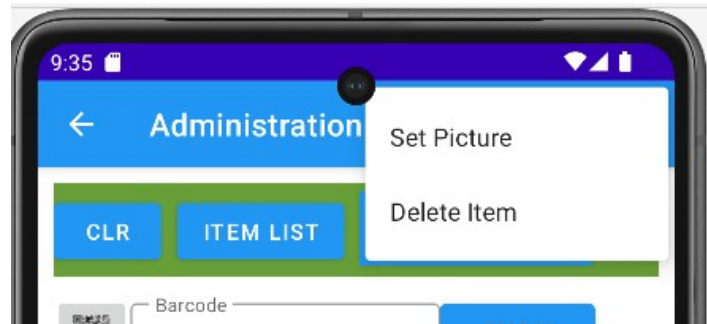 9:35
Administration
Set Picture
Delete Item
CLR
ITEM LIST
Barcode